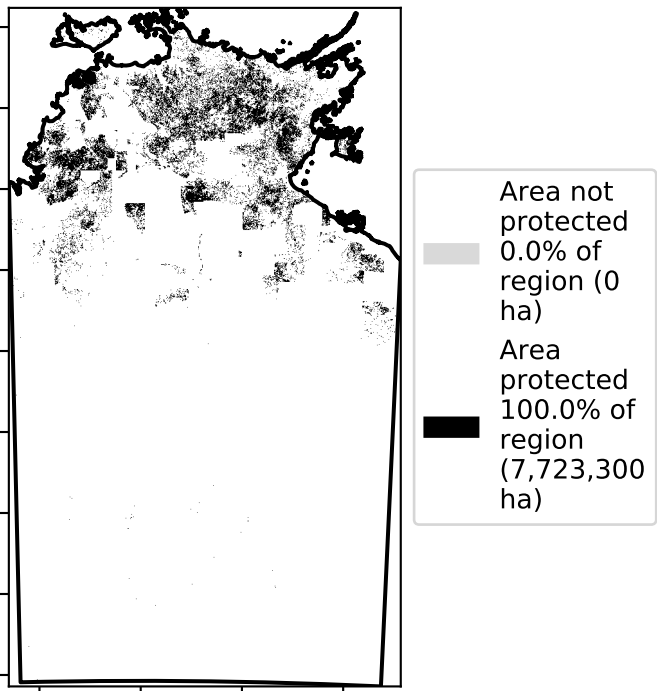 Area not
protected
0.0% of
region (0
ha)
Area
protected
100.0% of
region
(7,723,300
ha)